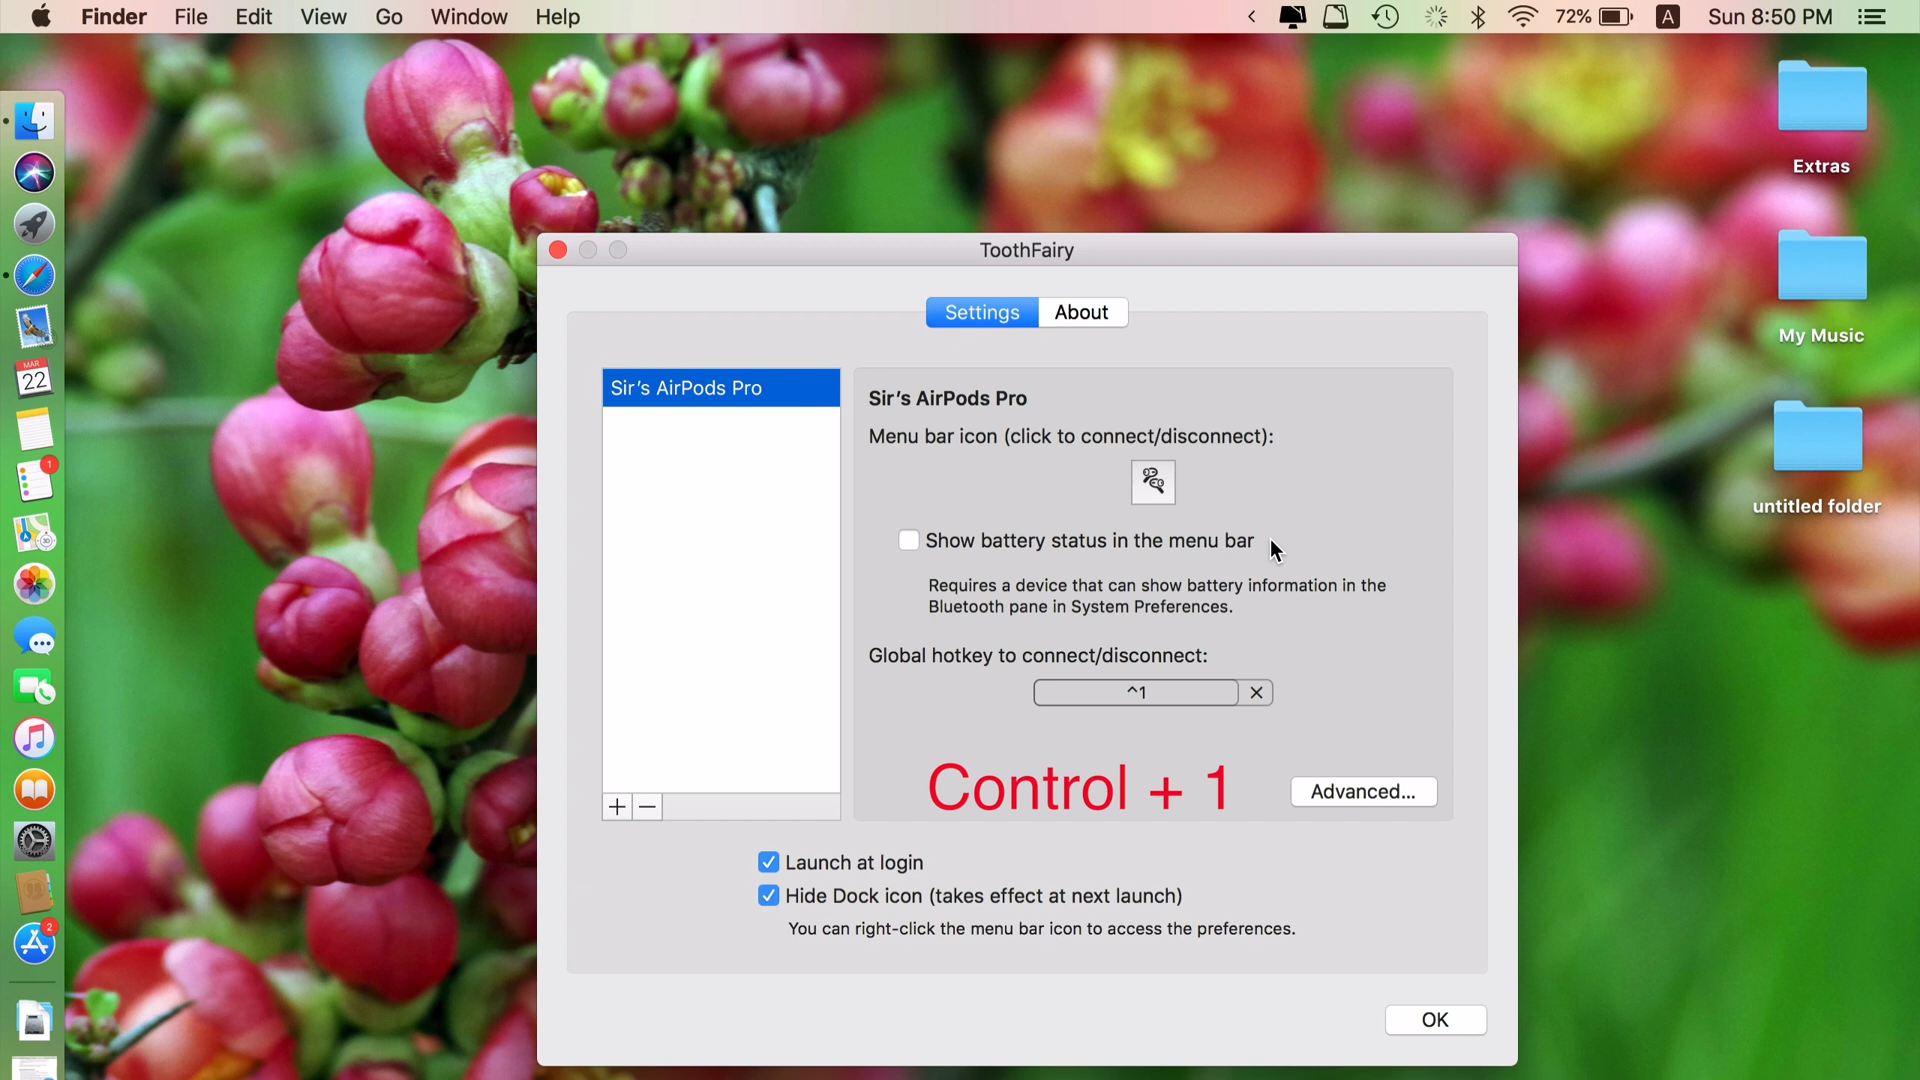 Finder File Edit View Go Window Help
72% A Sun 8:50 PM
Extras
My Music
untitled folder
MAR
22
1
2
ToothFairy
Settings About
Sir's AirPods Pro
Sir's AirPods Pro
Menu bar icon (click to connect/disconnect):
Show battery status in the menu bar
Requires a device that can show battery information in the
Bluetooth pane in System Preferences.
Global hotkey to connect/disconnect:
^1
Control + 1
Advanced...
Launch at login
Hide Dock icon (takes effect at next launch)
You can right-click the menu bar icon to access the preferences.
OK